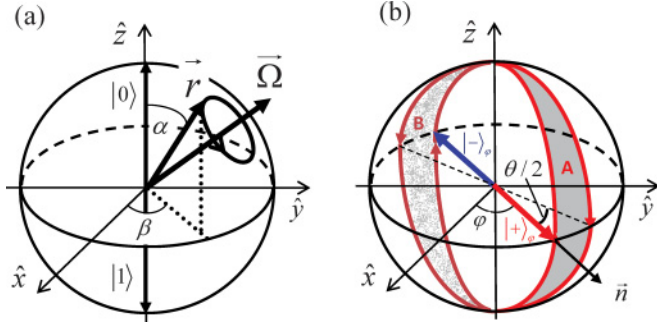 (a)
ẑ
|0⟩
r⃗
Ω⃗
α
ŷ
β
x̂
|1⟩
(b)
ẑ
B
|−⟩φ
A
θ/2
ŷ
φ
|+⟩φ
x̂
n⃗